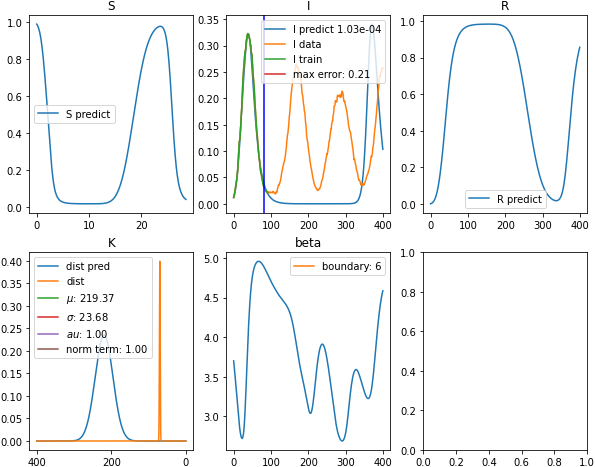 S
1.0
0.8
0.6
0.4
0.2
0.0
S predict
0 10 20
I
0.35
0.30
0.25
0.20
0.15
0.10
0.05
0.00
I predict 1.03e-04
I data
I train
max error: 0.21
0 100 200 300 400
R
1.0
0.8
0.6
0.4
0.2
0.0
R predict
0 100 200 300 400
K
0.40
0.35
0.30
0.25
0.20
0.15
0.10
0.05
0.00
dist pred
dist
μ: 219.37
σ: 23.68
au: 1.00
norm term: 1.00
400 200 0
beta
5.0
4.5
4.0
3.5
3.0
boundary: 6
0 100 200 300 400
1.0
0.8
0.6
0.4
0.2
0.0
0.0 0.2 0.4 0.6 0.8 1.0